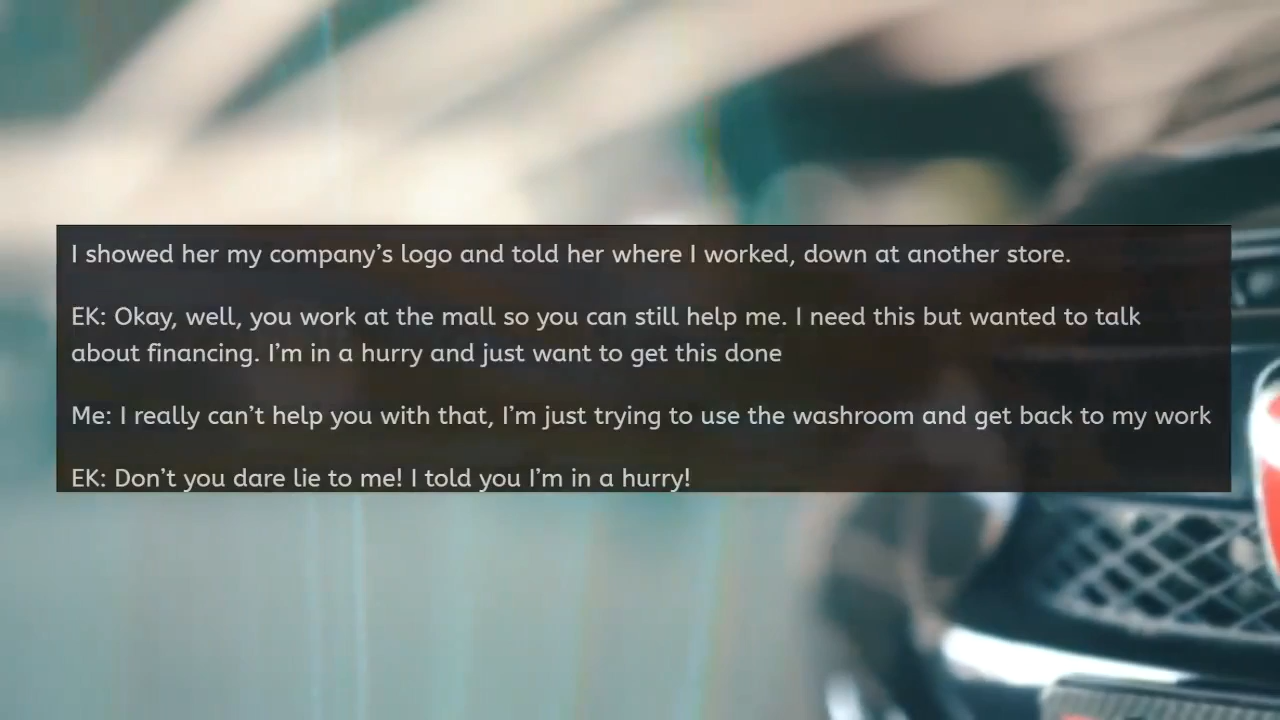 I showed her my company’s logo and told her where I worked, down at another store.
EK: Okay, well, you work at the mall so you can still help me. I need this but wanted to talk
about financing. I’m in a hurry and just want to get this done
Me: I really can’t help you with that, I’m just trying to use the washroom and get back to my work
EK: Don’t you dare lie to me! I told you I’m in a hurry!